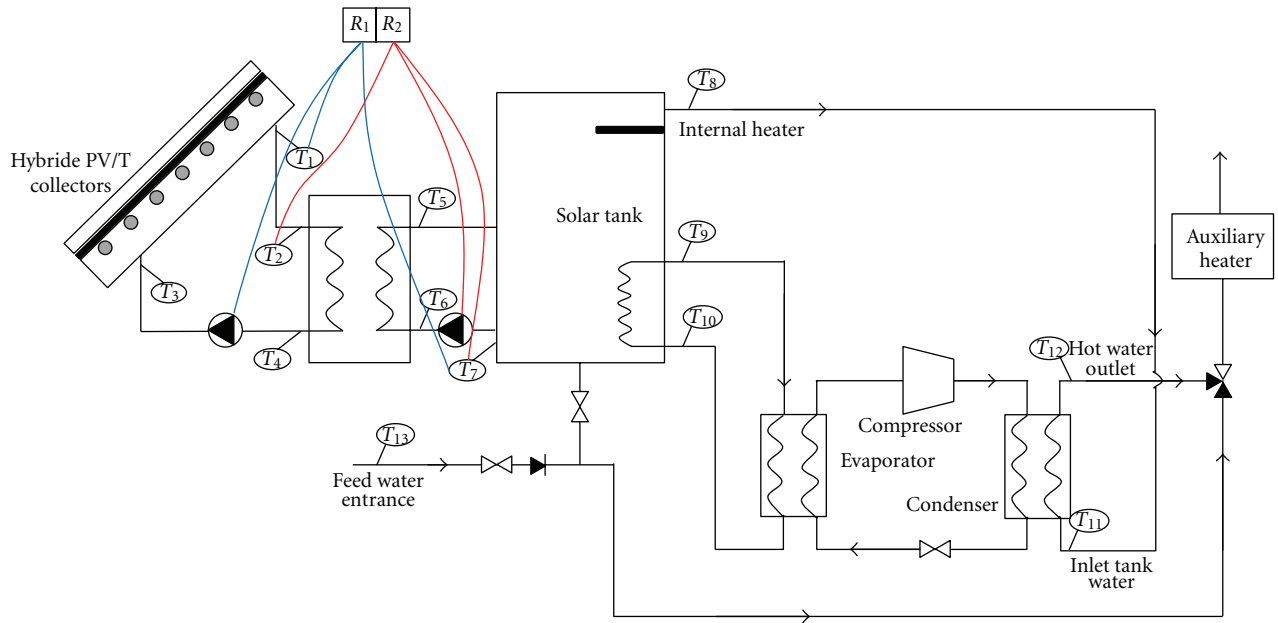 R1 R2
T8
Internal heater
Hybride PV/T
collectors
T1
T5
Solar tank
T2
T9
Auxiliary
heater
T3
T6
T10
T4
T7
T12
Hot water
outlet
Compressor
T13
Evaporator
Feed water
entrance
Condenser
T11
Inlet tank
water